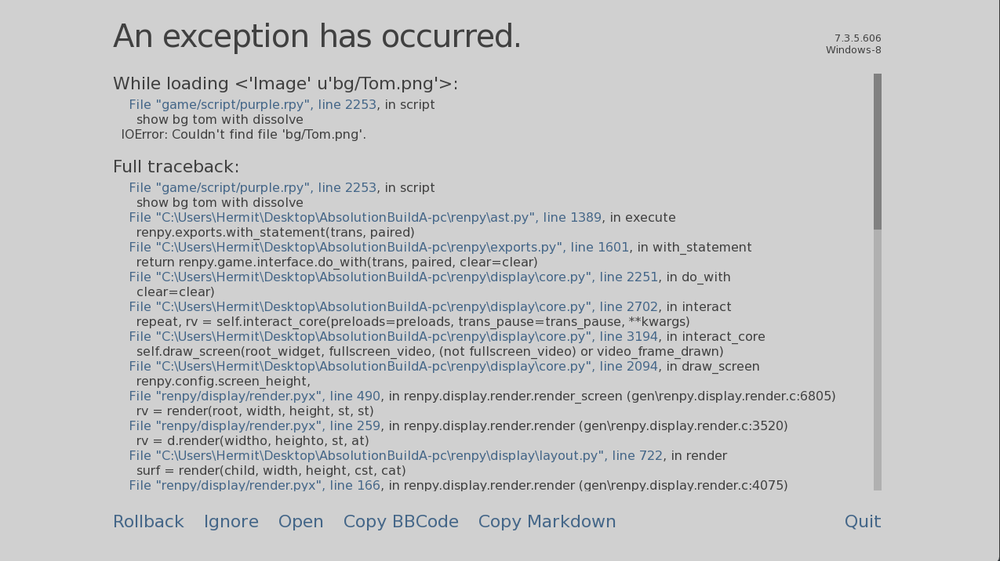 An exception has occurred.
7.3.5.606
Windows-8
While loading <'Image' u'bg/Tom.png'>:
File "game/script/purple.rpy", line 2253, in script
show bg tom with dissolve
IOError: Couldn't find file 'bg/Tom.png'.
Full traceback:
File "game/script/purple.rpy", line 2253, in script
show bg tom with dissolve
File "C:\Users\Hermit\Desktop\AbsolutionBuildA-pc\renpy\ast.py", line 1389, in execute
renpy.exports.with_statement(trans, paired)
File "C:\Users\Hermit\Desktop\AbsolutionBuildA-pc\renpy\exports.py", line 1601, in with_statement
return renpy.game.interface.do_with(trans, paired, clear=clear)
File "C:\Users\Hermit\Desktop\AbsolutionBuildA-pc\renpy\display\core.py", line 2251, in do_with
clear=clear)
File "C:\Users\Hermit\Desktop\AbsolutionBuildA-pc\renpy\display\core.py", line 2702, in interact
repeat, rv = self.interact_core(preloads=preloads, trans_pause=trans_pause, **kwargs)
File "C:\Users\Hermit\Desktop\AbsolutionBuildA-pc\renpy\display\core.py", line 3194, in interact_core
self.draw_screen(root_widget, fullscreen_video, (not fullscreen_video) or video_frame_drawn)
File "C:\Users\Hermit\Desktop\AbsolutionBuildA-pc\renpy\display\core.py", line 2094, in draw_screen
renpy.config.screen_height,
File "renpy/display/render.pyx", line 490, in renpy.display.render.render_screen (gen\renpy.display.render.c:6805)
rv = render(root, width, height, st, st)
File "renpy/display/render.pyx", line 259, in renpy.display.render.render (gen\renpy.display.render.c:3520)
rv = d.render(widtho, heighto, st, at)
File "C:\Users\Hermit\Desktop\AbsolutionBuildA-pc\renpy\display\layout.py", line 722, in render
surf = render(child, width, height, cst, cat)
File "renpy/display/render.pyx", line 166, in renpy.display.render.render (gen\renpy.display.render.c:4075)
Rollback Ignore Open Copy BBCode Copy Markdown Quit